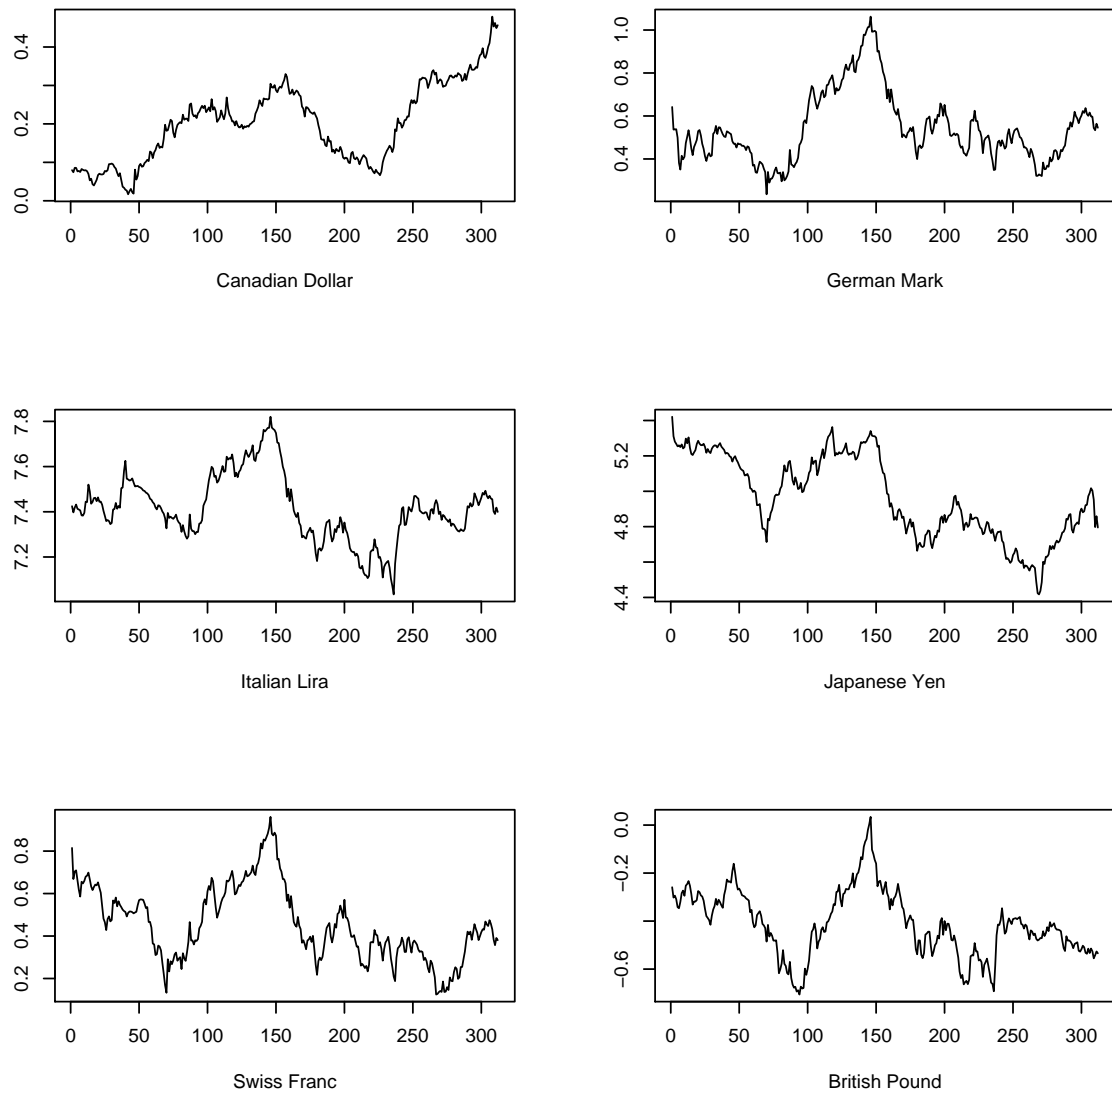 0.0 0.2 0.4
0 50 100 150 200 250 300
Canadian Dollar
0.4 0.6 0.8 1.0
0 50 100 150 200 250 300
German Mark
7.2 7.4 7.6 7.8
0 50 100 150 200 250 300
Italian Lira
4.4 4.8 5.2
0 50 100 150 200 250 300
Japanese Yen
0.2 0.4 0.6 0.8
0 50 100 150 200 250 300
Swiss Franc
−0.6 −0.2 0.0
0 50 100 150 200 250 300
British Pound